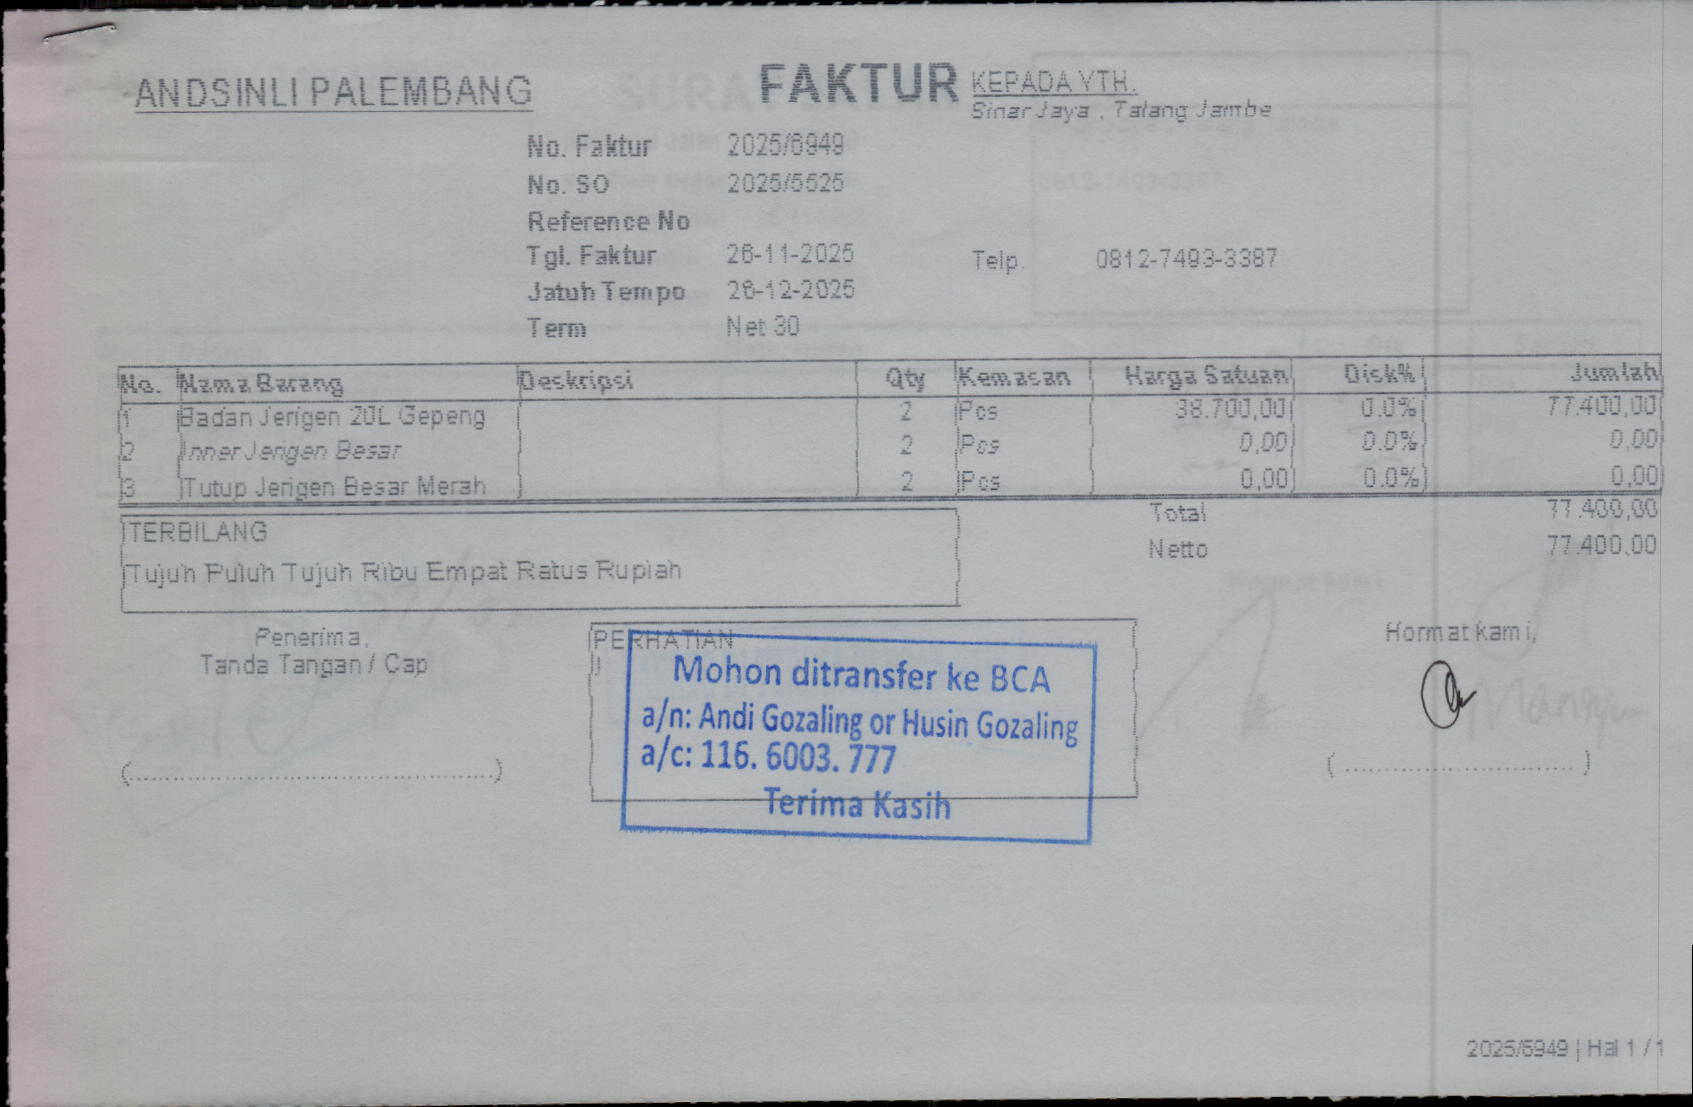 ANDSINLI PALEMBANG
FAKTUR
KEPADA YTH.
Sinar Jaya , Talang Jambe
No. Faktur 2025/6949
No. SO 2025/5525
Reference No
Tgl. Faktur 26-11-2025
Telp. 0812-7493-3387
Jatuh Tempo 26-12-2025
Term Net 30
No. Nama Barang Deskripsi Qty Kemasan Harga Satuan Disk% Jumlah
1 Badan Jerigen 20L Gepeng 2 Pcs 38.700,00 0.0% 77.400,00
2 Inner Jerigen Besar 2 Pcs 0,00 0.0% 0,00
3 Tutup Jerigen Besar Merah 2 Pcs 0,00 0.0% 0,00
Total 77.400,00
Netto 77.400,00
TERBILANG
Tujuh Puluh Tujuh Ribu Empat Ratus Rupiah
Penerima,
Tanda Tangan / Cap
(.................................................)
PERHATIAN
Mohon ditransfer ke BCA
a/n: Andi Gozaling or Husin Gozaling
a/c: 116. 6003. 777
Terima Kasih
Hormat kami,
( ................................ )
2025/6949 | Hal 1 / 1